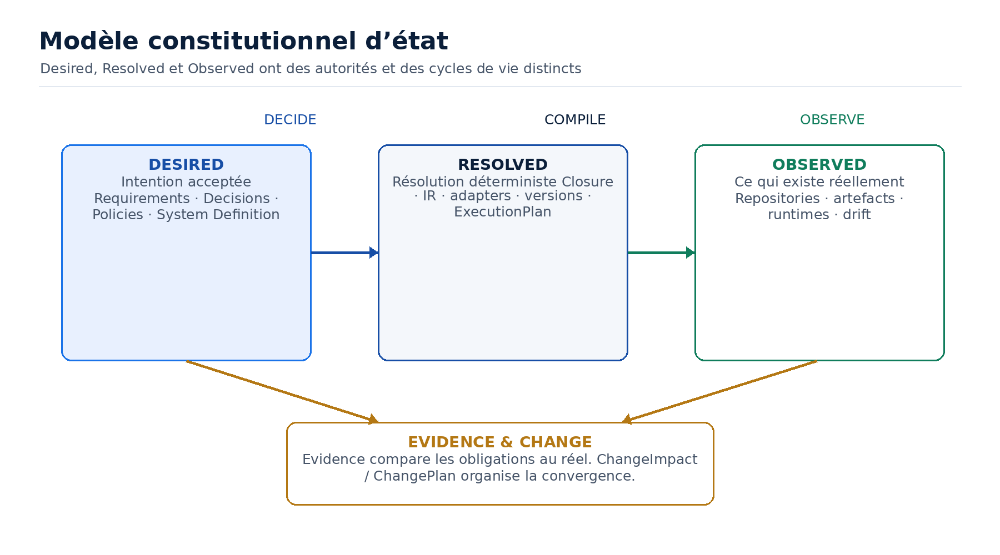 Modèle constitutionnel d’état
Desired, Resolved et Observed ont des autorités et des cycles de vie distincts
DECIDE
COMPILE
OBSERVE
DESIRED
Intention acceptée
Requirements · Decisions ·
Policies · System Definition
RESOLVED
Résolution déterministe Closure
· IR · adapters · versions ·
ExecutionPlan
OBSERVED
Ce qui existe réellement
Repositories · artefacts ·
runtimes · drift
EVIDENCE & CHANGE
Evidence compare les obligations au réel. ChangeImpact
/ ChangePlan organise la convergence.